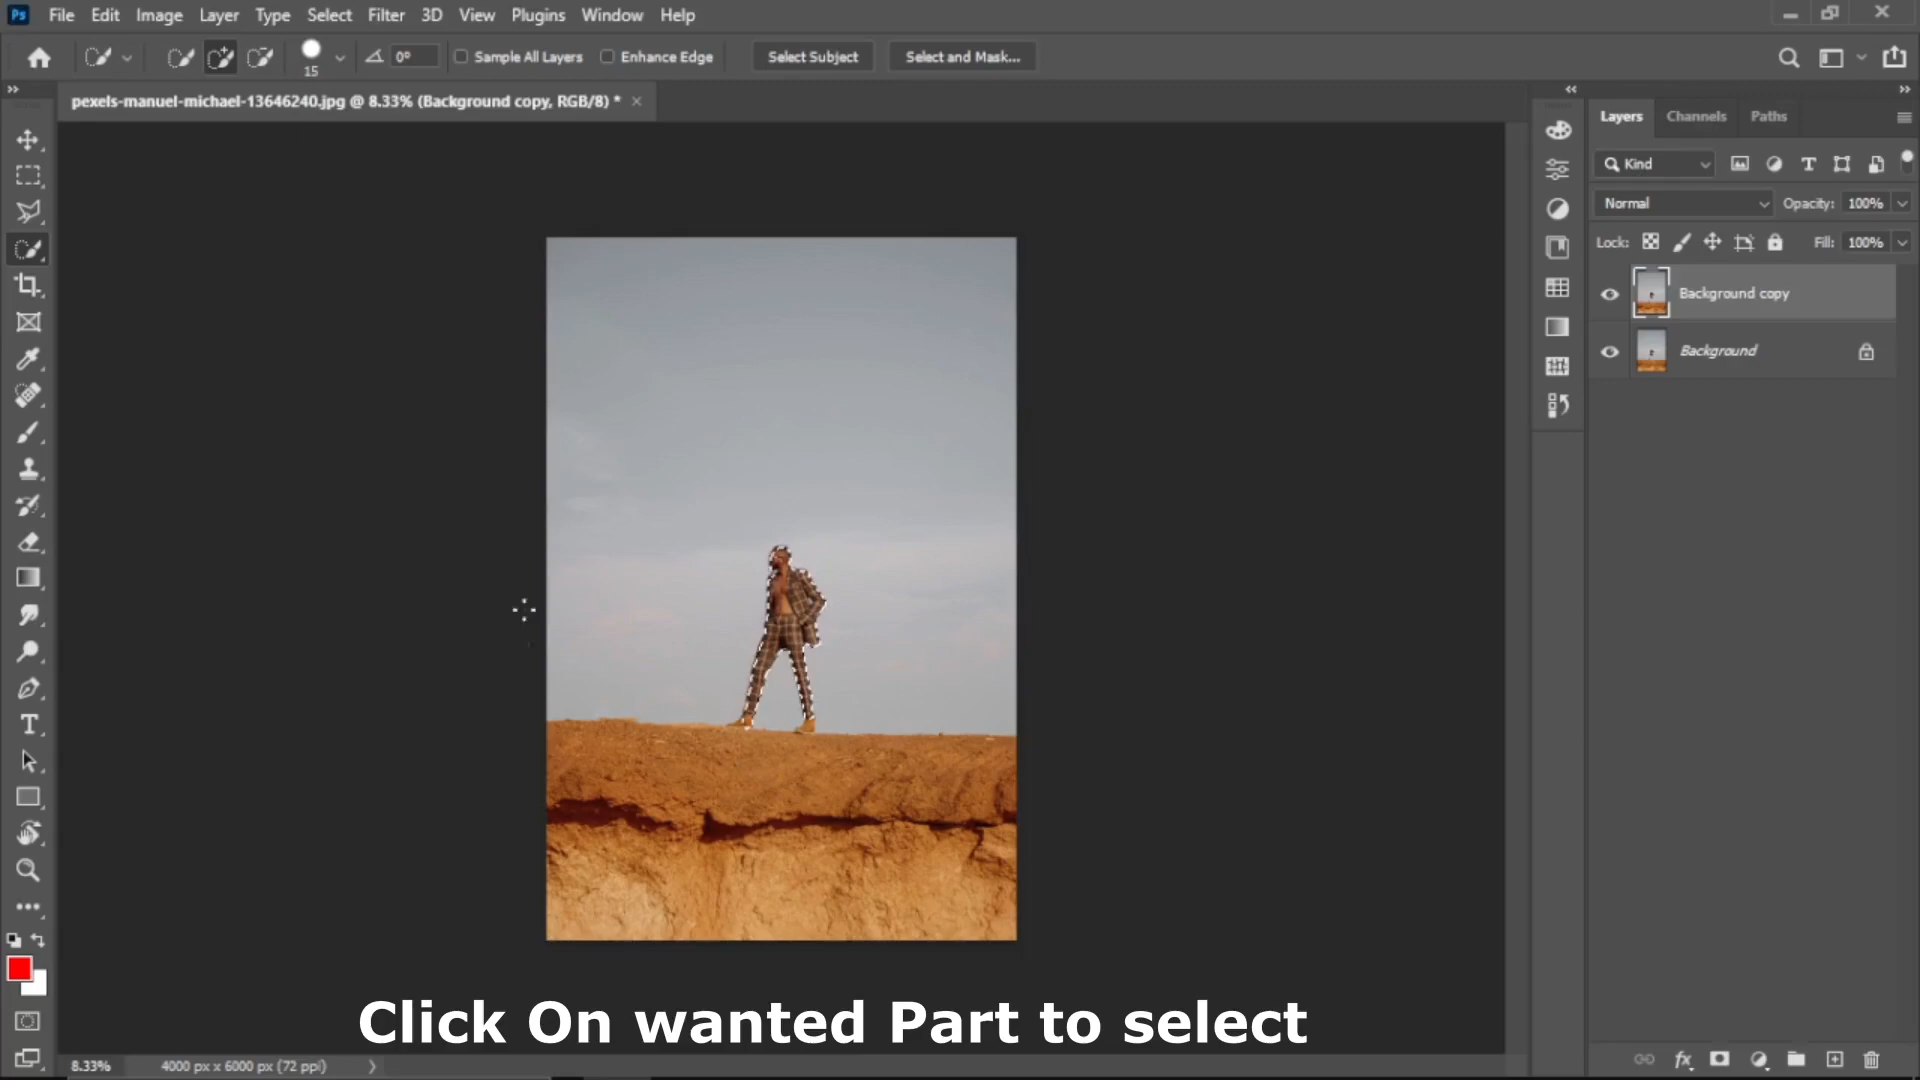 Ps File Edit Image Layer Type Select Filter 3D View Plugins Window Help
15 0° Sample All Layers Enhance Edge Select Subject Select and Mask...
pexels-manuel-michael-13646240.jpg @ 8.33% (Background copy, RGB/8) *
Layers Channels Paths
Kind
Normal Opacity: 100%
Lock: Fill: 100%
Background copy
Background
Click On wanted Part to select
8.33% 4000 px x 6000 px (72 ppi)